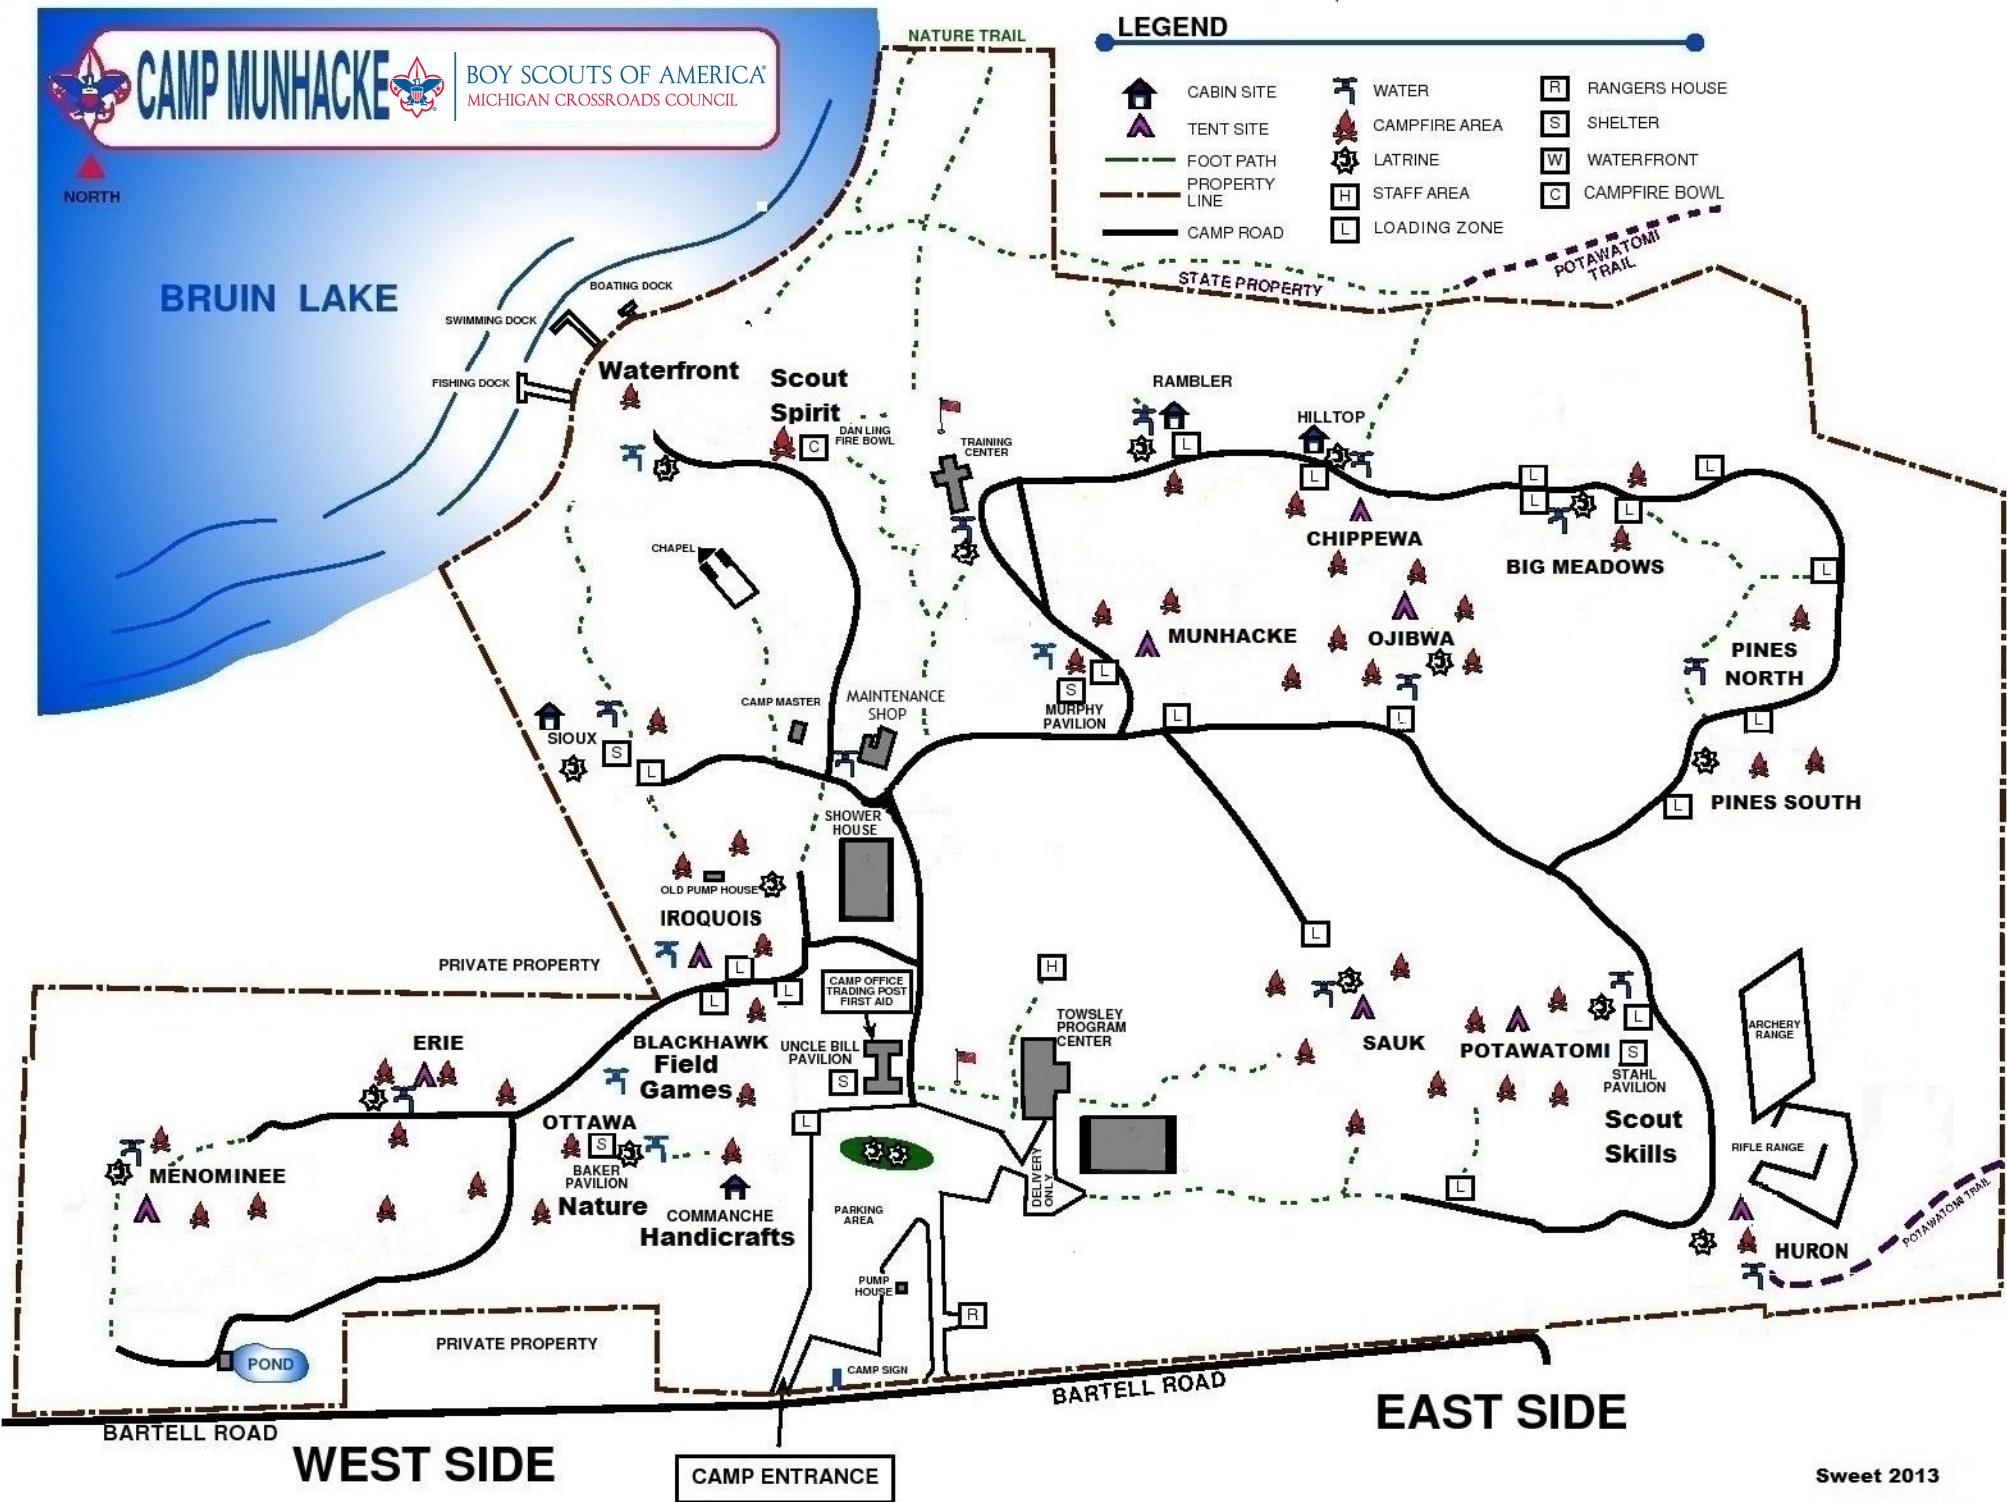 CAMP MUNHACKE
BOY SCOUTS OF AMERICA®
MICHIGAN CROSSROADS COUNCIL
NORTH
BRUIN LAKE
NATURE TRAIL
LEGEND
CABIN SITE
TENT SITE
FOOT PATH
PROPERTY
LINE
CAMP ROAD
WATER
CAMPFIRE AREA
LATRINE
H STAFF AREA
L LOADING ZONE
R RANGERS HOUSE
S SHELTER
W WATERFRONT
C CAMPFIRE BOWL
POTAWATOMI
TRAIL
STATE PROPERTY
BOATING DOCK
SWIMMING DOCK
FISHING DOCK
Waterfront
Scout
Spirit
C
DAN LING
FIRE BOWL
TRAINING
CENTER
RAMBLER
L
HILLTOP
L
CHIPPEWA
L
L
L
L
BIG MEADOWS
L
CHAPEL
MUNHACKE
OJIBWA
PINES
NORTH
L
S
MURPHY
PAVILION
L
L
L
CAMP MASTER
MAINTENANCE
SHOP
SIOUX
S
L
PINES SOUTH
L
SHOWER
HOUSE
OLD PUMP HOUSE
IROQUOIS
L
L
L
PRIVATE PROPERTY
CAMP OFFICE
TRADING POST
FIRST AID
H
L
TOWSLEY
PROGRAM
CENTER
SAUK
POTAWATOMI
L
S
STAHL
PAVILION
ARCHERY
RANGE
ERIE
BLACKHAWK
Field
Games
UNCLE BILL
PAVILION
S
OTTAWA
S
BAKER
PAVILION
Nature
L
Scout
Skills
RIFLE RANGE
MENOMINEE
COMMANCHE
Handicrafts
PARKING
AREA
DELIVERY
ONLY
L
POTAWATOMI TRAIL
HURON
PUMP
HOUSE
R
PRIVATE PROPERTY
POND
CAMP SIGN
BARTELL ROAD
BARTELL ROAD
EAST SIDE
WEST SIDE
CAMP ENTRANCE
Sweet 2013